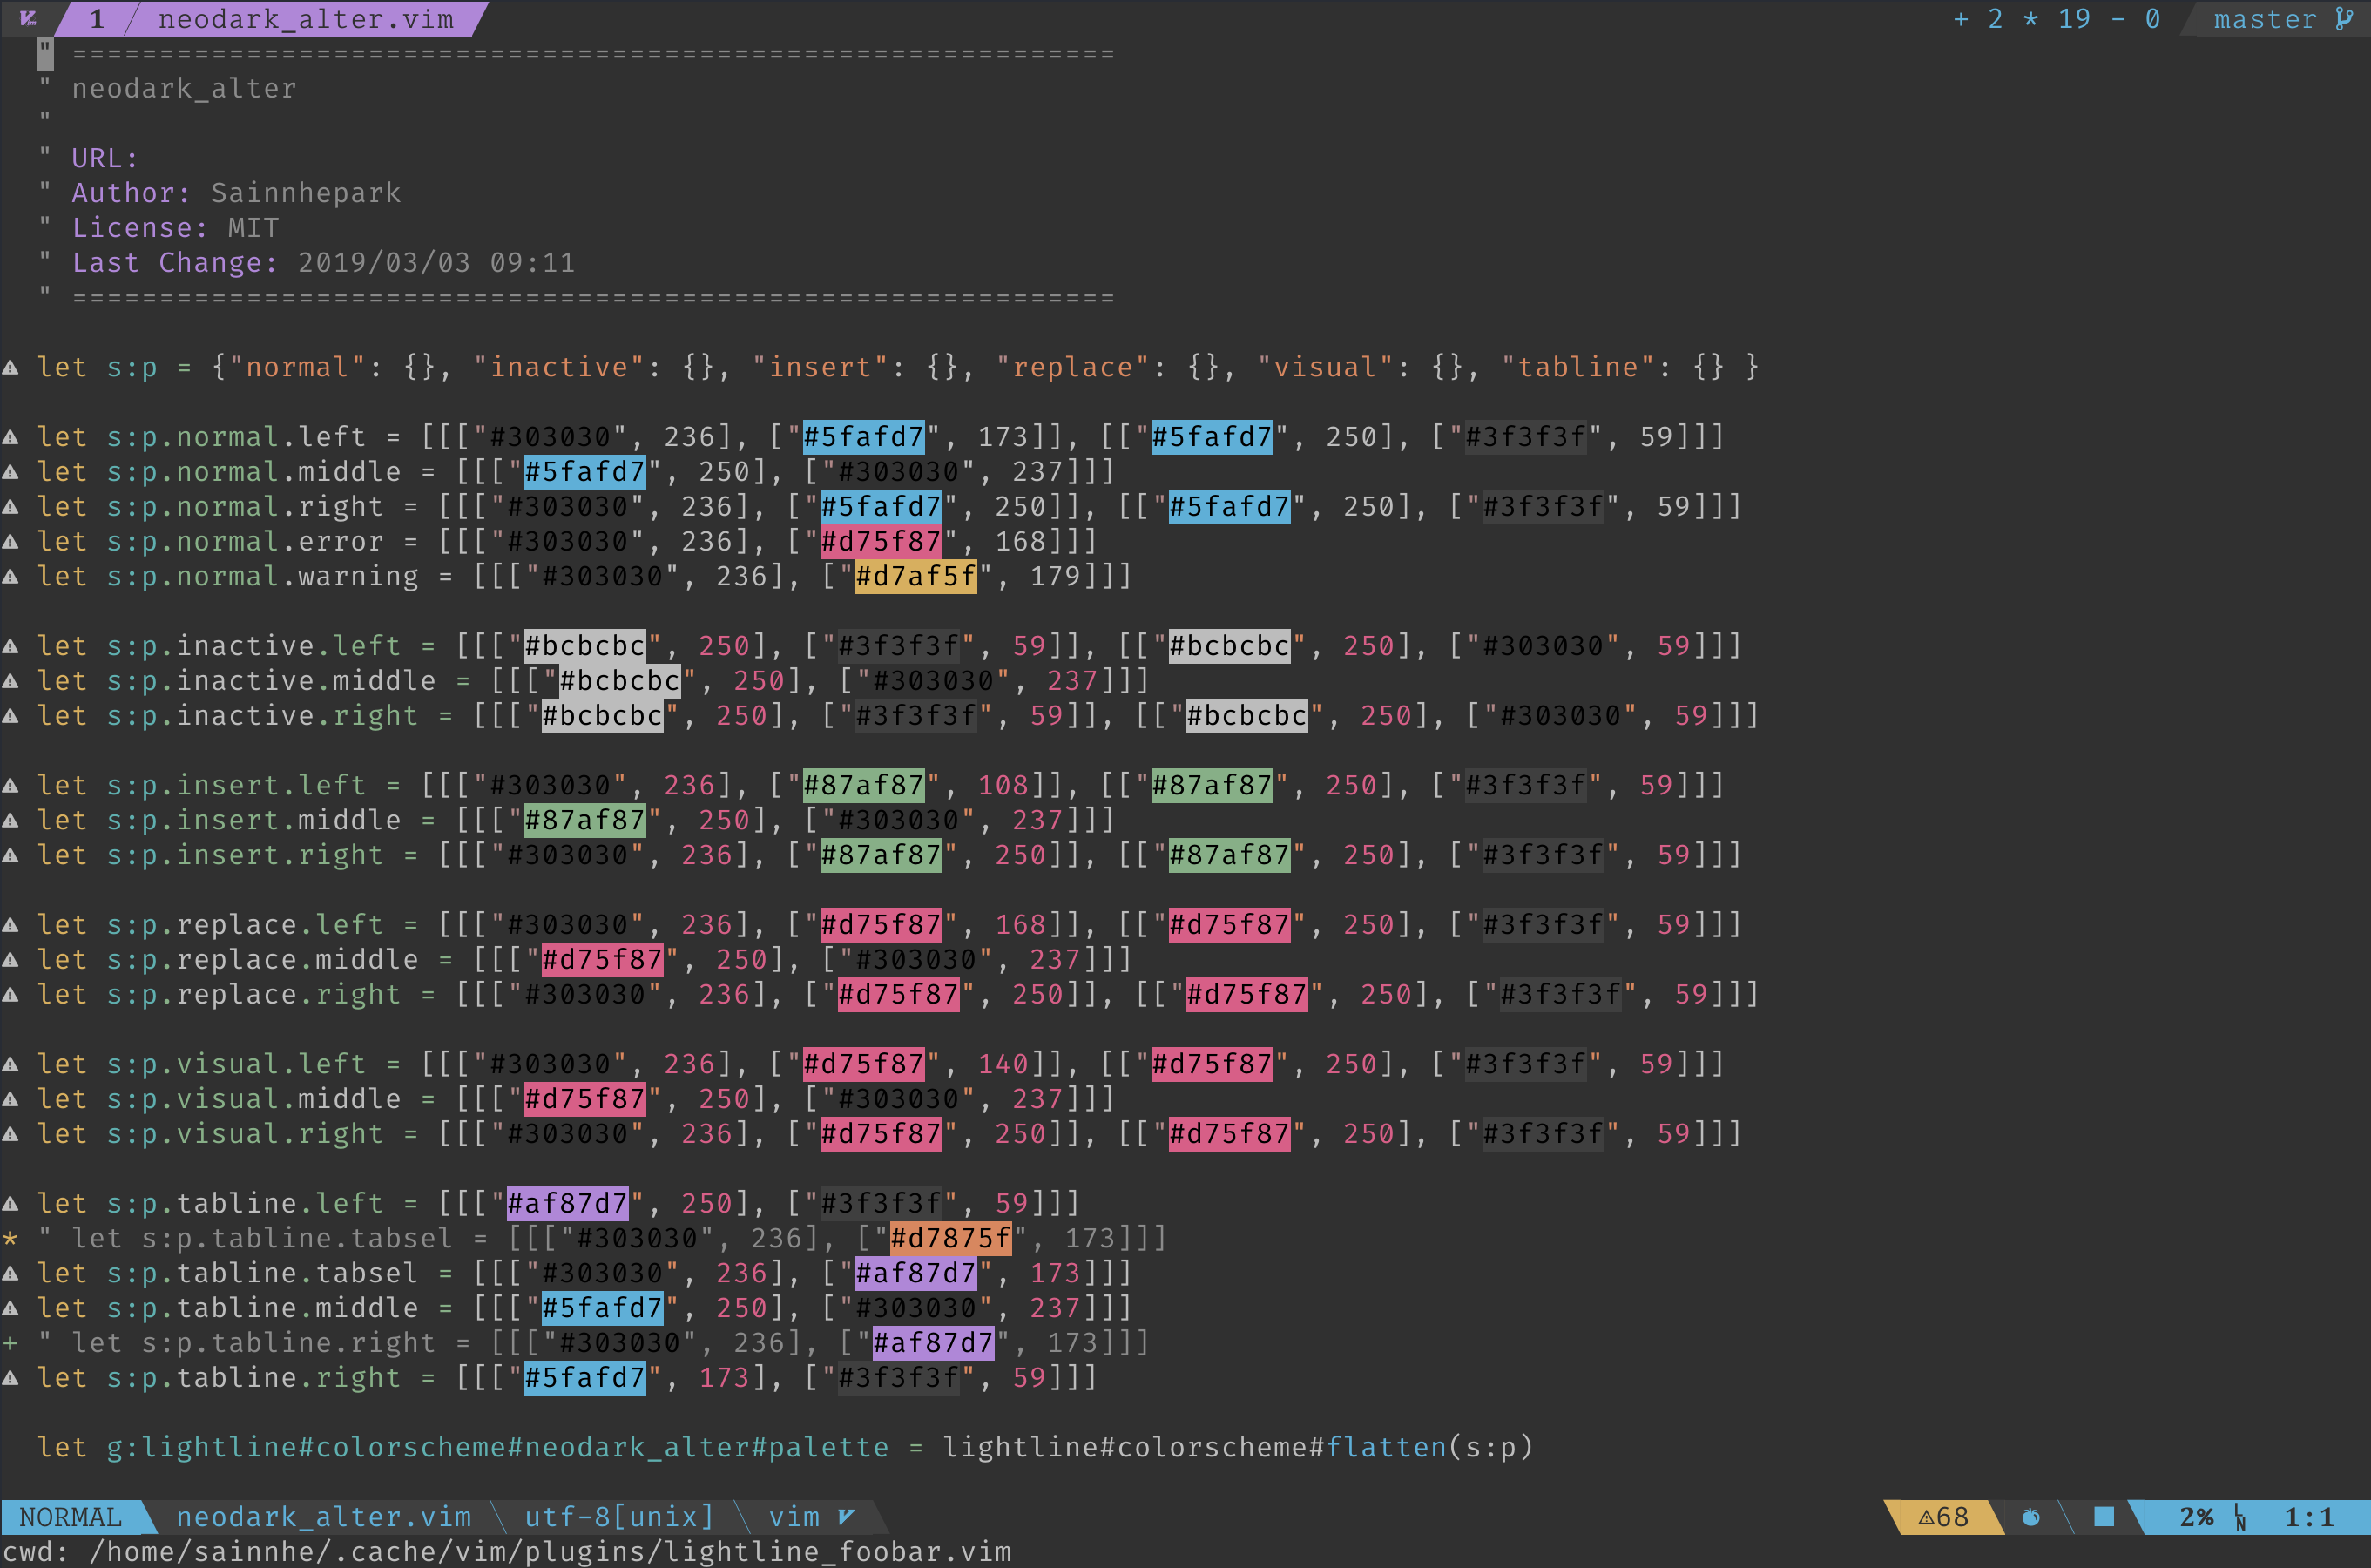 1 neodark_alter.vim + 2 * 19 - 0 master
" ============================================================
" neodark_alter
"
" URL:
" Author: Sainnhepark
" License: MIT
" Last Change: 2019/03/03 09:11
" ============================================================
let s:p = {"normal": {}, "inactive": {}, "insert": {}, "replace": {}, "visual": {}, "tabline": {} }
let s:p.normal.left = [[["#303030", 236], ["#5fafd7", 173]], [["#5fafd7", 250], ["#3f3f3f", 59]]]
let s:p.normal.middle = [[["#5fafd7", 250], ["#303030", 237]]]
let s:p.normal.right = [[["#303030", 236], ["#5fafd7", 250]], [["#5fafd7", 250], ["#3f3f3f", 59]]]
let s:p.normal.error = [[["#303030", 236], ["#d75f87", 168]]]
let s:p.normal.warning = [[["#303030", 236], ["#d7af5f", 179]]]
let s:p.inactive.left = [[["#bcbcbc", 250], ["#3f3f3f", 59]], [["#bcbcbc", 250], ["#303030", 59]]]
let s:p.inactive.middle = [[["#bcbcbc", 250], ["#303030", 237]]]
let s:p.inactive.right = [[["#bcbcbc", 250], ["#3f3f3f", 59]], [["#bcbcbc", 250], ["#303030", 59]]]
let s:p.insert.left = [[["#303030", 236], ["#87af87", 108]], [["#87af87", 250], ["#3f3f3f", 59]]]
let s:p.insert.middle = [[["#87af87", 250], ["#303030", 237]]]
let s:p.insert.right = [[["#303030", 236], ["#87af87", 250]], [["#87af87", 250], ["#3f3f3f", 59]]]
let s:p.replace.left = [[["#303030", 236], ["#d75f87", 168]], [["#d75f87", 250], ["#3f3f3f", 59]]]
let s:p.replace.middle = [[["#d75f87", 250], ["#303030", 237]]]
let s:p.replace.right = [[["#303030", 236], ["#d75f87", 250]], [["#d75f87", 250], ["#3f3f3f", 59]]]
let s:p.visual.left = [[["#303030", 236], ["#d75f87", 140]], [["#d75f87", 250], ["#3f3f3f", 59]]]
let s:p.visual.middle = [[["#d75f87", 250], ["#303030", 237]]]
let s:p.visual.right = [[["#303030", 236], ["#d75f87", 250]], [["#d75f87", 250], ["#3f3f3f", 59]]]
let s:p.tabline.left = [[["#af87d7", 250], ["#3f3f3f", 59]]]
* " let s:p.tabline.tabsel = [[["#303030", 236], ["#d7875f", 173]]]
let s:p.tabline.tabsel = [[["#303030", 236], ["#af87d7", 173]]]
let s:p.tabline.middle = [[["#5fafd7", 250], ["#303030", 237]]]
+ " let s:p.tabline.right = [[["#303030", 236], ["#af87d7", 173]]]
let s:p.tabline.right = [[["#5fafd7", 173], ["#3f3f3f", 59]]]
let g:lightline#colorscheme#neodark_alter#palette = lightline#colorscheme#flatten(s:p)
NORMAL neodark_alter.vim utf-8[unix] vim ⚠68 2% LN 1:1
cwd: /home/sainnhe/.cache/vim/plugins/lightline_foobar.vim